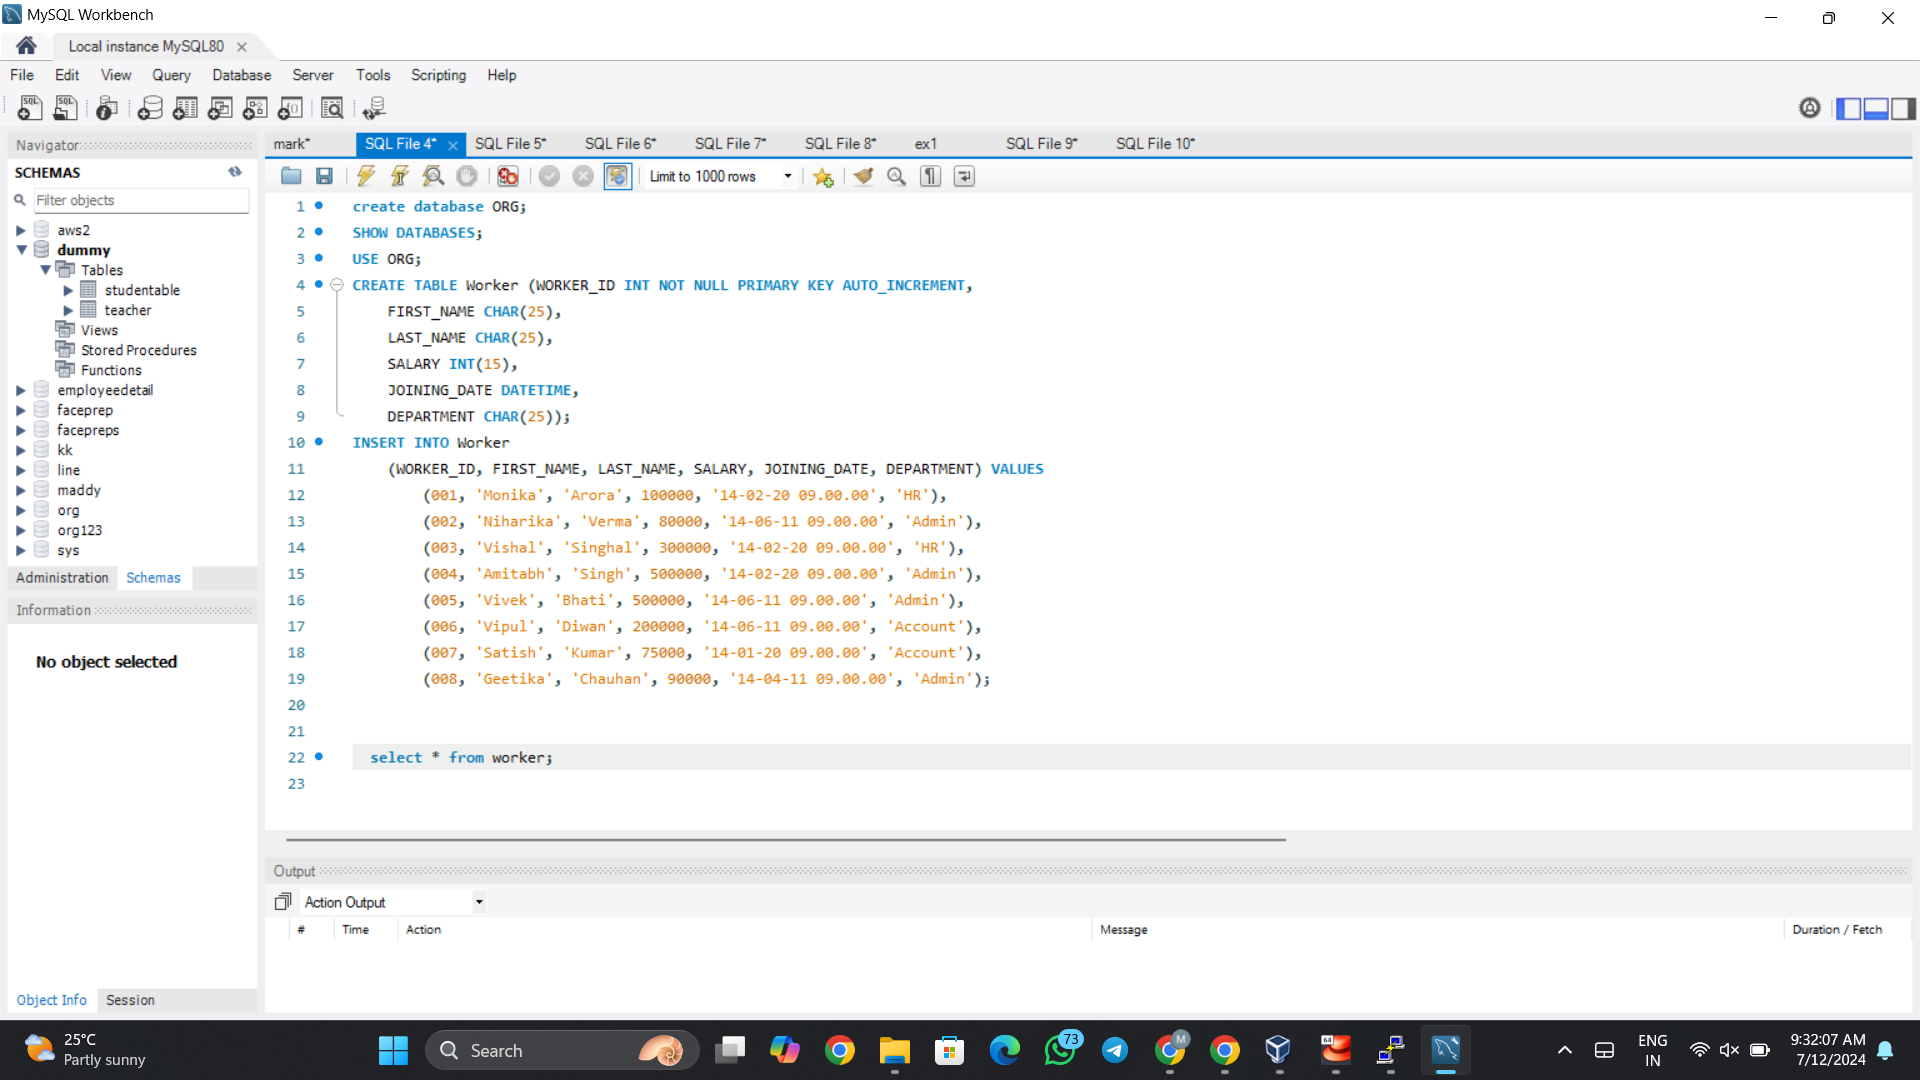 MySQL Workbench
Local instance MySQL80
File Edit View Query Database Server Tools Scripting Help
Navigator
SCHEMAS
Filter objects
aws2
dummy
Tables
studentable
teacher
Views
Stored Procedures
Functions
employeedetail
faceprep
facepreps
kk
line
maddy
org
org123
sys
Administration Schemas
Information
No object selected
Object Info Session
mark* SQL File 4* SQL File 5* SQL File 6* SQL File 7* SQL File 8* ex1 SQL File 9* SQL File 10*
Limit to 1000 rows
1 create database ORG;
2 SHOW DATABASES;
3 USE ORG;
4 CREATE TABLE Worker (WORKER_ID INT NOT NULL PRIMARY KEY AUTO_INCREMENT,
5 FIRST_NAME CHAR(25),
6 LAST_NAME CHAR(25),
7 SALARY INT(15),
8 JOINING_DATE DATETIME,
9 DEPARTMENT CHAR(25));
10 INSERT INTO Worker
11 (WORKER_ID, FIRST_NAME, LAST_NAME, SALARY, JOINING_DATE, DEPARTMENT) VALUES
12 (001, 'Monika', 'Arora', 100000, '14-02-20 09.00.00', 'HR'),
13 (002, 'Niharika', 'Verma', 80000, '14-06-11 09.00.00', 'Admin'),
14 (003, 'Vishal', 'Singhal', 300000, '14-02-20 09.00.00', 'HR'),
15 (004, 'Amitabh', 'Singh', 500000, '14-02-20 09.00.00', 'Admin'),
16 (005, 'Vivek', 'Bhati', 500000, '14-06-11 09.00.00', 'Admin'),
17 (006, 'Vipul', 'Diwan', 200000, '14-06-11 09.00.00', 'Account'),
18 (007, 'Satish', 'Kumar', 75000, '14-01-20 09.00.00', 'Account'),
19 (008, 'Geetika', 'Chauhan', 90000, '14-04-11 09.00.00', 'Admin');
20
21
22 select * from worker;
23
Output
Action Output
# Time Action Message Duration / Fetch
25°C
Partly sunny
Search
73
M
64
ENG
IN
9:32:07 AM
7/12/2024